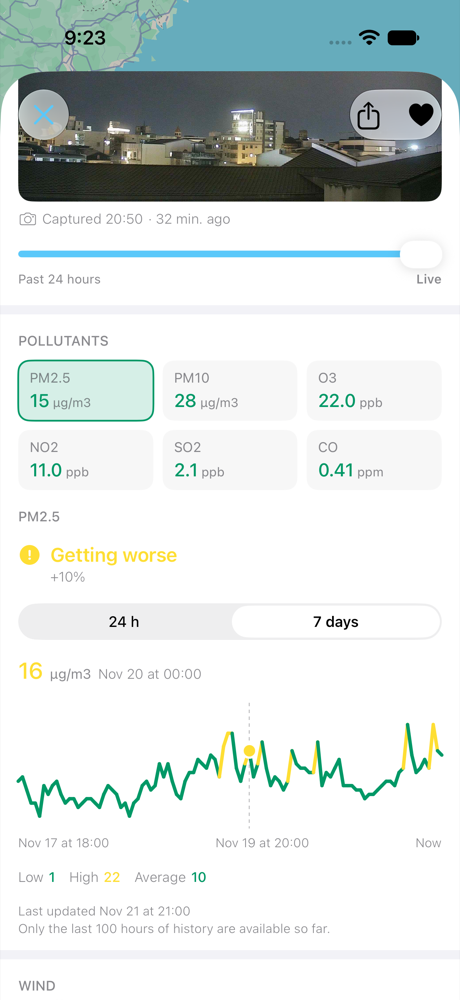 9:23
Captured 20:50 · 32 min. ago
Past 24 hours
Live
POLLUTANTS
PM2.5
15 µg/m3
PM10
28 µg/m3
O3
22.0 ppb
NO2
11.0 ppb
SO2
2.1 ppb
CO
0.41 ppm
PM2.5
Getting worse
+10%
24 h
7 days
16 µg/m3 Nov 20 at 00:00
Nov 17 at 18:00
Nov 19 at 20:00
Now
Low 1 High 22 Average 10
Last updated Nov 21 at 21:00
Only the last 100 hours of history are available so far.
WIND